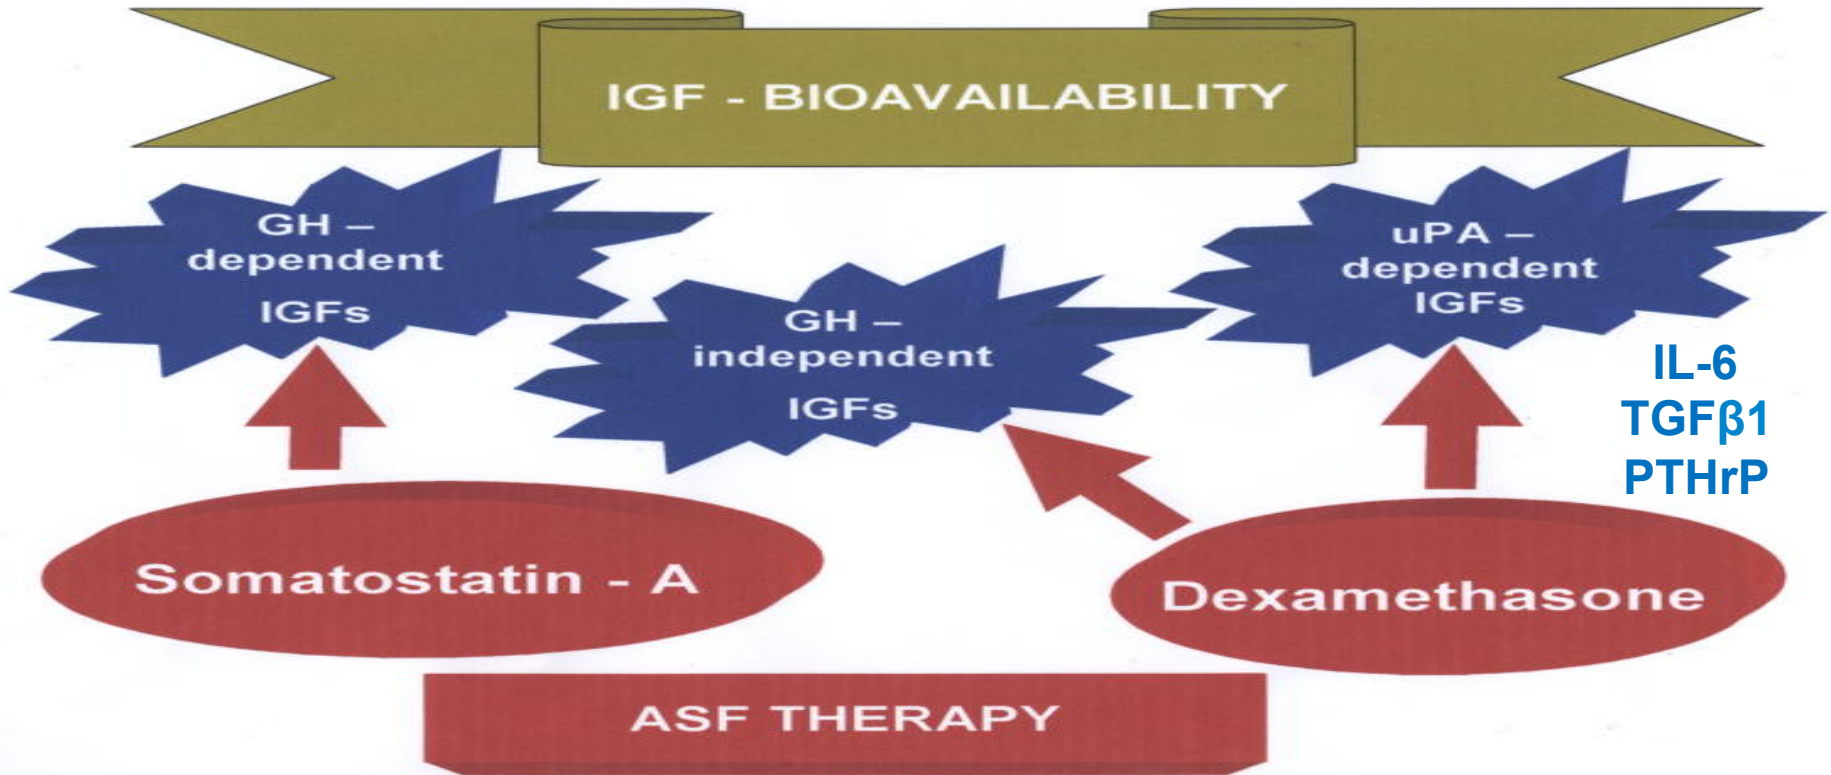 IGF - BIOAVAILABILITY
GH –
dependent
IGFs
GH –
independent
IGFs
uPA –
dependent
IGFs
IL-6
TGFβ1
PTHrP
Somatostatin - A
Dexamethasone
ASF THERAPY